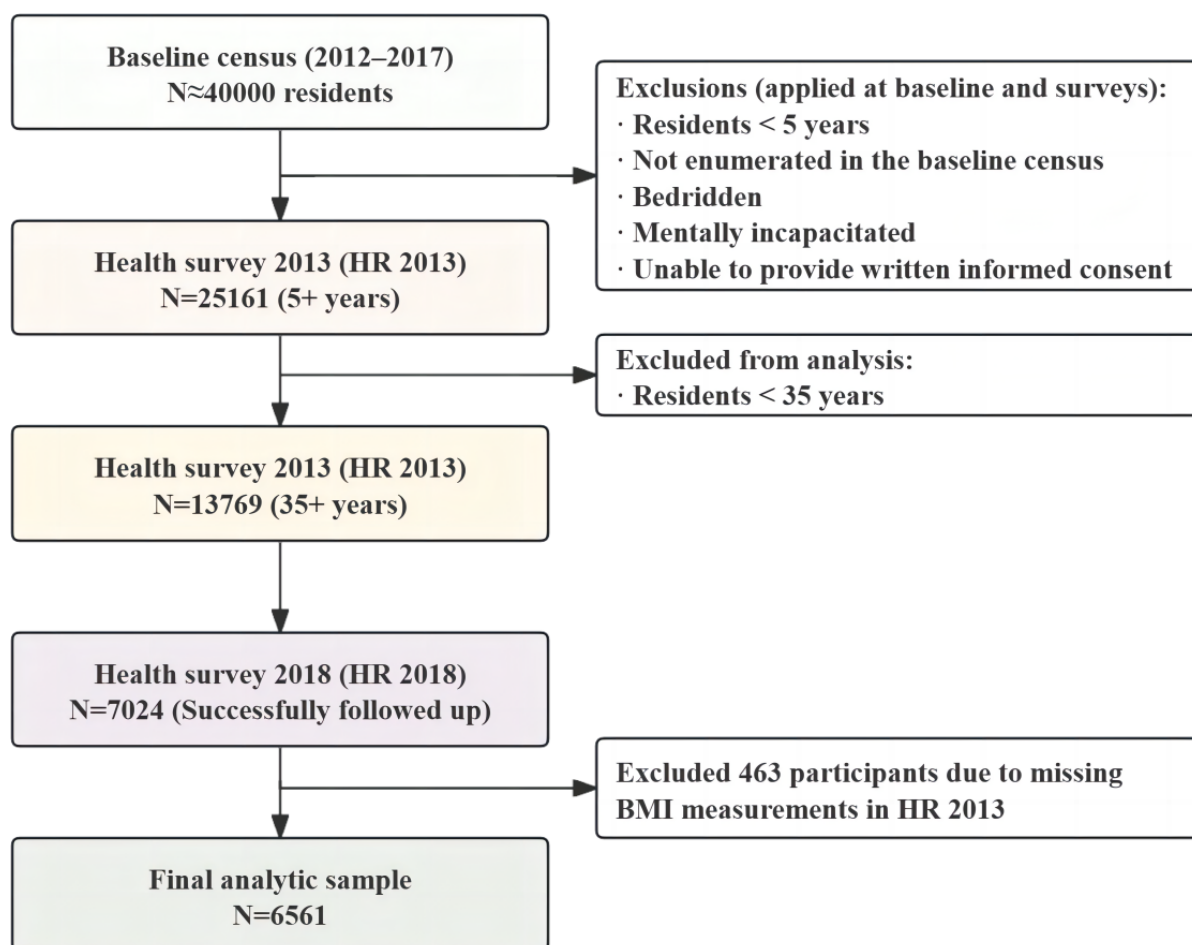 Baseline census (2012–2017)
N≈40000 residents
Exclusions (applied at baseline and surveys):
· Residents < 5 years
· Not enumerated in the baseline census
· Bedridden
· Mentally incapacitated
· Unable to provide written informed consent
Health survey 2013 (HR 2013)
N=25161 (5+ years)
Excluded from analysis:
· Residents < 35 years
Health survey 2013 (HR 2013)
N=13769 (35+ years)
Health survey 2018 (HR 2018)
N=7024 (Successfully followed up)
Excluded 463 participants due to missing
BMI measurements in HR 2013
Final analytic sample
N=6561